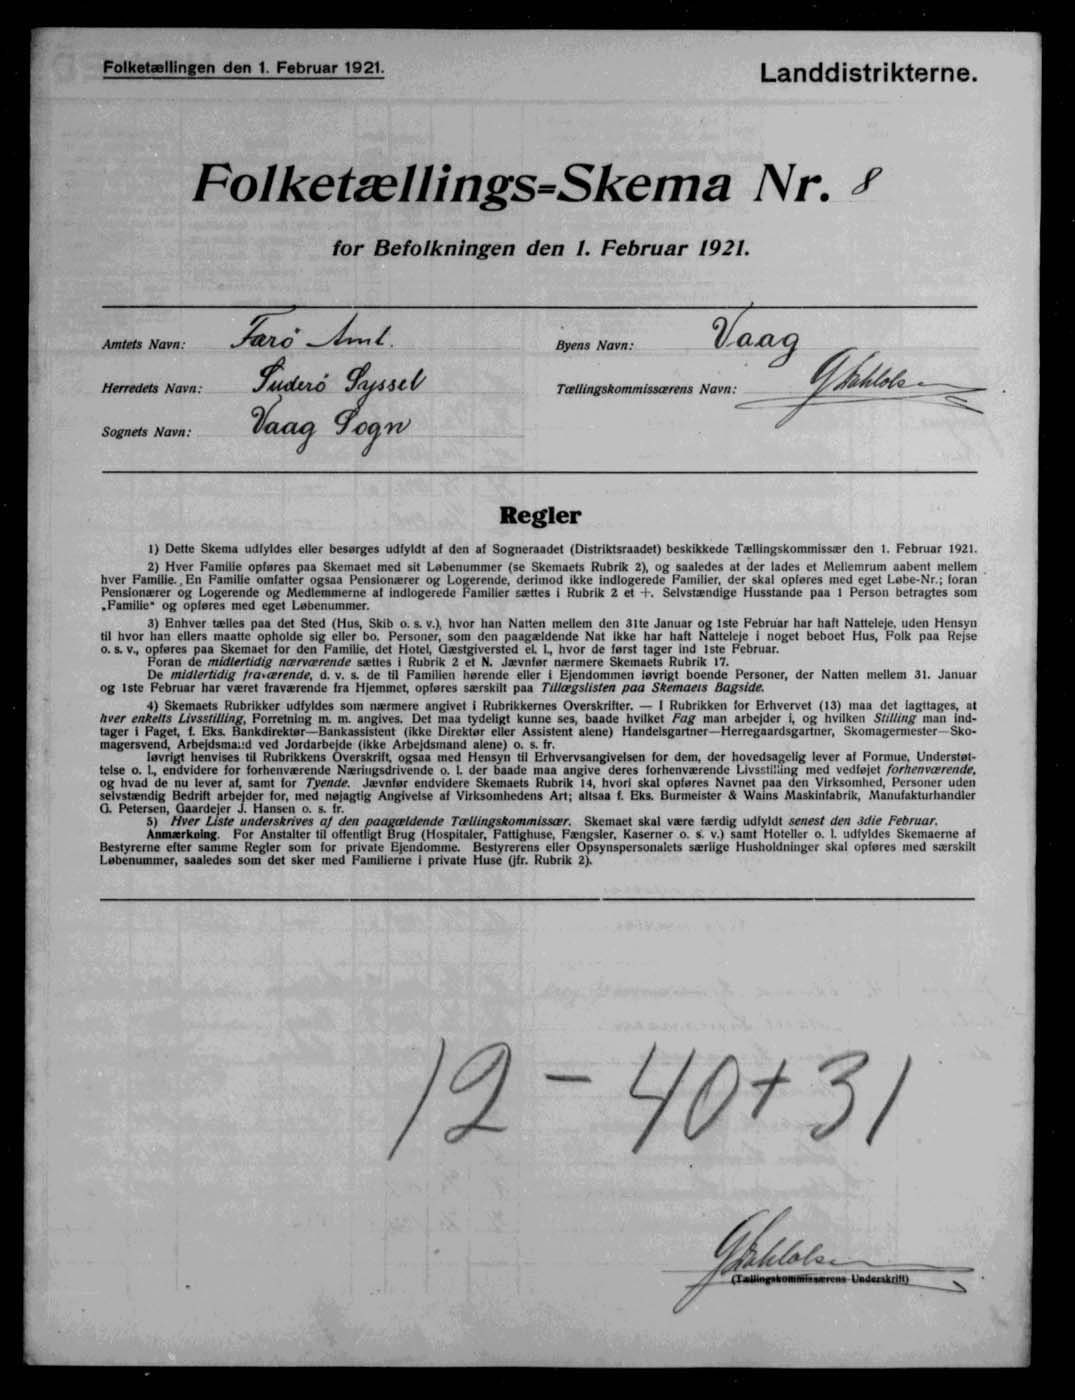 Folketællingen den 1. Februar 1921.
Landdistrikterne.
Folketællings=Skema Nr. 8
for Befolkningen den 1. Februar 1921.
Amtets Navn: Færø Amt.
Byens Navn: Vaag
Herredets Navn: Suderø Syssel
Tællingskommissærens Navn: G Dahlolsen
Sognets Navn: Vaag Sogn
Regler
1) Dette Skema udfyldes eller besørges udfyldt af den af Sogneraadet (Distriktsraadet) beskikkede Tællingskommissær den 1. Februar 1921.
2) Hver Familie opføres paa Skemaet med sit Løbenummer (se Skemaets Rubrik 2), og saaledes at der lades et Mellemrum aabent mellem
hver Familie. En Familie omfatter ogsaa Pensionærer og Logerende, derimod ikke indlogerede Familier, der skal opføres med eget Løbe-Nr.; foran
Pensionærer og Logerende og Medlemmerne af indlogerede Familier sættes i Rubrik 2 et +. Selvstændige Husstande paa 1 Person betragtes som
„Familie“ og opføres med eget Løbenummer.
3) Enhver tælles paa det Sted (Hus, Skib o. s. v.), hvor han Natten mellem den 31te Januar og 1ste Februar har haft Natteleje, uden Hensyn
til hvor han ellers maatte opholde sig eller bo. Personer, som den paagældende Nat ikke har haft Natteleje i noget beboet Hus, Folk paa Rejse
o. s. v., opføres paa Skemaet for den Familie, det Hotel, Gæstgiversted el. l., hvor de først tager ind 1ste Februar.
Foran de midlertidig nærværende sættes i Rubrik 2 et N. Jævnfør nærmere Skemaets Rubrik 17.
De midlertidig fraværende, d. v. s. de til Familien hørende eller i Ejendommen iøvrigt boende Personer, der Natten mellem 31. Januar
og 1ste Februar har været fraværende fra Hjemmet, opføres særskilt paa Tillægslisten paa Skemaets Bagside.
4) Skemaets Rubrikker udfyldes som nærmere angivet i Rubrikkernes Overskrifter. — I Rubrikken for Erhvervet (13) maa det iagttages, at
hver enkelts Livsstilling, Forretning m. m. angives. Det maa tydeligt kunne ses, baade hvilket Fag man arbejder i, og hvilken Stilling man ind-
tager i Faget, f. Eks. Bankdirektør—Bankassistent (ikke Direktør eller Assistent alene) Handelsgartner—Herregaardsgartner, Skomagermester—Sko-
magersvend, Arbejdsmand ved Jordarbejde (ikke Arbejdsmand alene) o. s. fr.
Iøvrigt henvises til Rubrikkens Overskrift, ogsaa med Hensyn til Erhvervsangivelsen for dem, der hovedsagelig lever af Formue, Understøt-
telse o. l., endvidere for forhenværende Næringsdrivende o. l. der baade maa angive deres forhenværende Livsstilling med vedføjet forhenværende,
og hvad de nu lever af, samt for Tyende. Jævnfør endvidere Skemaets Rubrik 14, hvori skal opføres Navnet paa den Virksomhed, Personer uden
selvstændig Bedrift arbejder for, med nøjagtig Angivelse af Virksomhedens Art; altsaa f. Eks. Burmeister & Wains Maskinfabrik, Manufakturhandler
G. Petersen, Gaardejer J. Hansen o. s. fr.
5) Hver Liste underskrives af den paagældende Tællingskommissær. Skemaet skal være færdig udfyldt senest den 3die Februar.
Anmærkning. For Anstalter til offentligt Brug (Hospitaler, Fattighuse, Fængsler, Kaserner o. s. v.) samt Hoteller o. l. udfyldes Skemaerne af
Bestyrerne efter samme Regler som for private Ejendomme. Bestyrerens eller Opsynspersonalets særlige Husholdninger skal opføres med særskilt
Løbenummer, saaledes som det sker med Familierne i private Huse (jfr. Rubrik 2).
/ 12 — 40 + 31 /
G Dahlolsen
(Tællingskommissærens Underskrift)